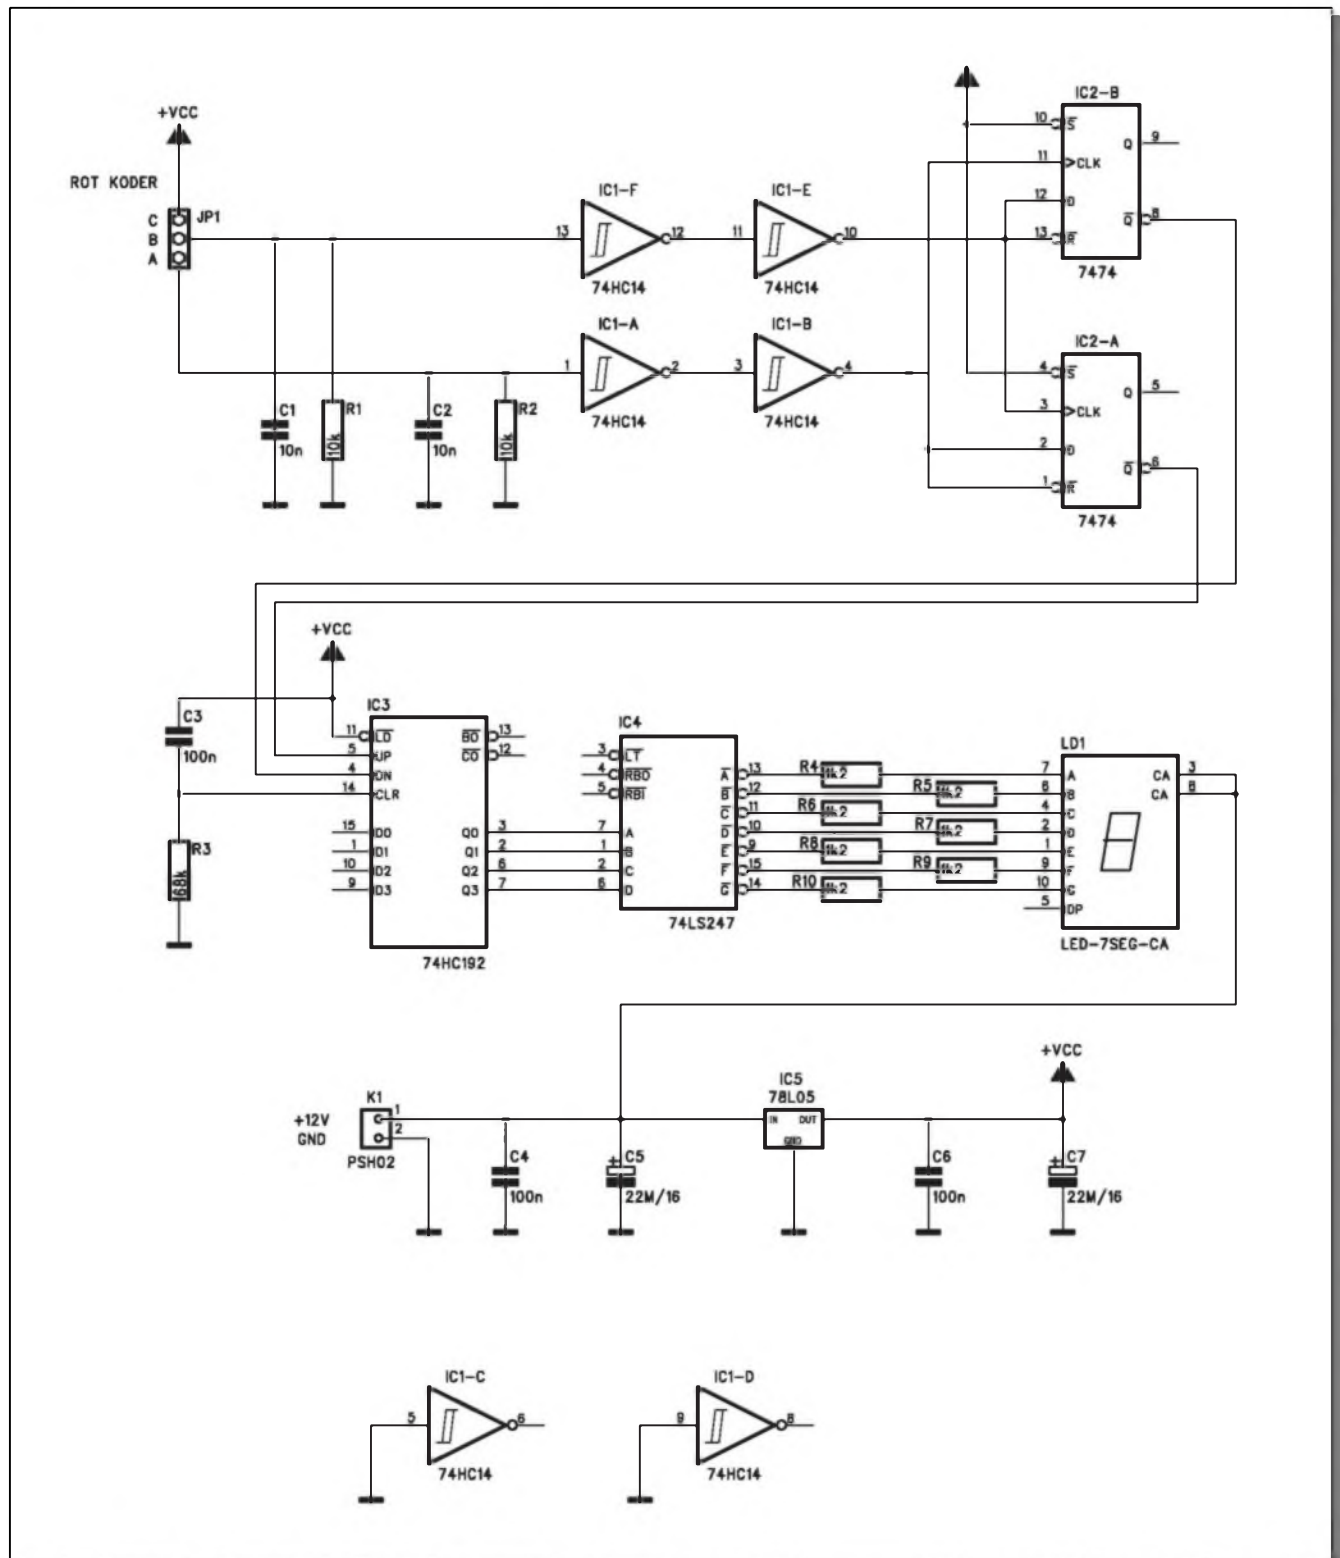 +VCC
ROT KODER
C
B
A
JP1
IC1-F
13
12
74HC14
IC1-E
11
10
74HC14
IC1-A
1
2
74HC14
IC1-B
3
4
74HC14
C1
10n
R1
10k
C2
10n
R2
10k
IC2-B
10
S
11
CLK
12
D
13
R
Q
9
Q
8
7474
IC2-A
4
S
3
CLK
2
D
1
R
Q
5
Q
6
7474
+VCC
C3
100n
R3
68k
IC3
11
LD
5
UP
4
DN
14
CLR
15
D0
1
D1
10
D2
9
D3
BO
13
CO
12
Q0
3
Q1
2
Q2
6
Q3
7
74HC192
IC4
3
LT
4
RBO
5
RBI
7
A
1
B
2
C
6
D
A
13
B
12
C
11
D
10
E
9
F
15
G
14
74LS247
R4
1k2
R5
1k2
R6
1k2
R7
1k2
R8
1k2
R9
1k2
R10
1k2
LD1
7
A
6
B
4
C
2
D
1
E
9
F
10
G
5
DP
CA
3
CA
8
LED-7SEG-CA
+12V
GND
K1
1
2
PSH02
C4
100n
C5
22M/16
IC5
78L05
IN
OUT
GND
C6
100n
+VCC
C7
22M/16
IC1-C
5
6
74HC14
IC1-D
9
8
74HC14